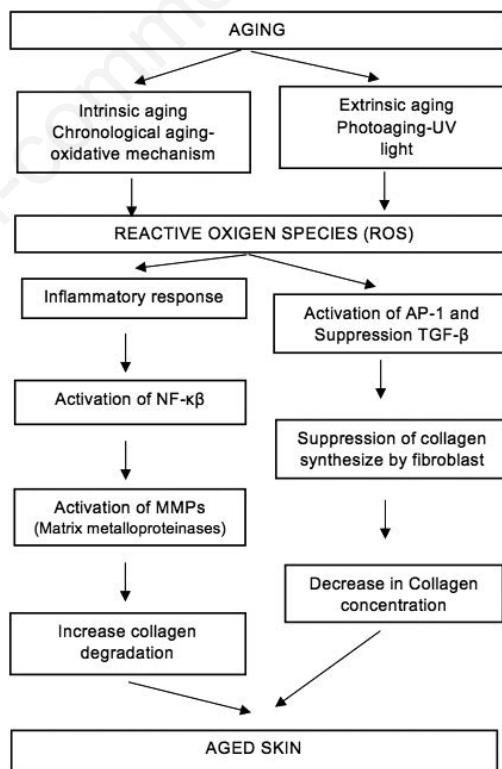 AGING
Intrinsic aging
Chronological aging-
oxidative mechanism
Extrinsic aging
Photoaging-UV
light
REACTIVE OXIGEN SPECIES (ROS)
Inflammatory response
Activation of AP-1 and
Suppression TGF-β
Activation of NF-κβ
Suppression of collagen
synthesize by fibroblast
Activation of MMPs
(Matrix metalloproteinases)
Decrease in Collagen
concentration
Increase collagen
degradation
AGED SKIN